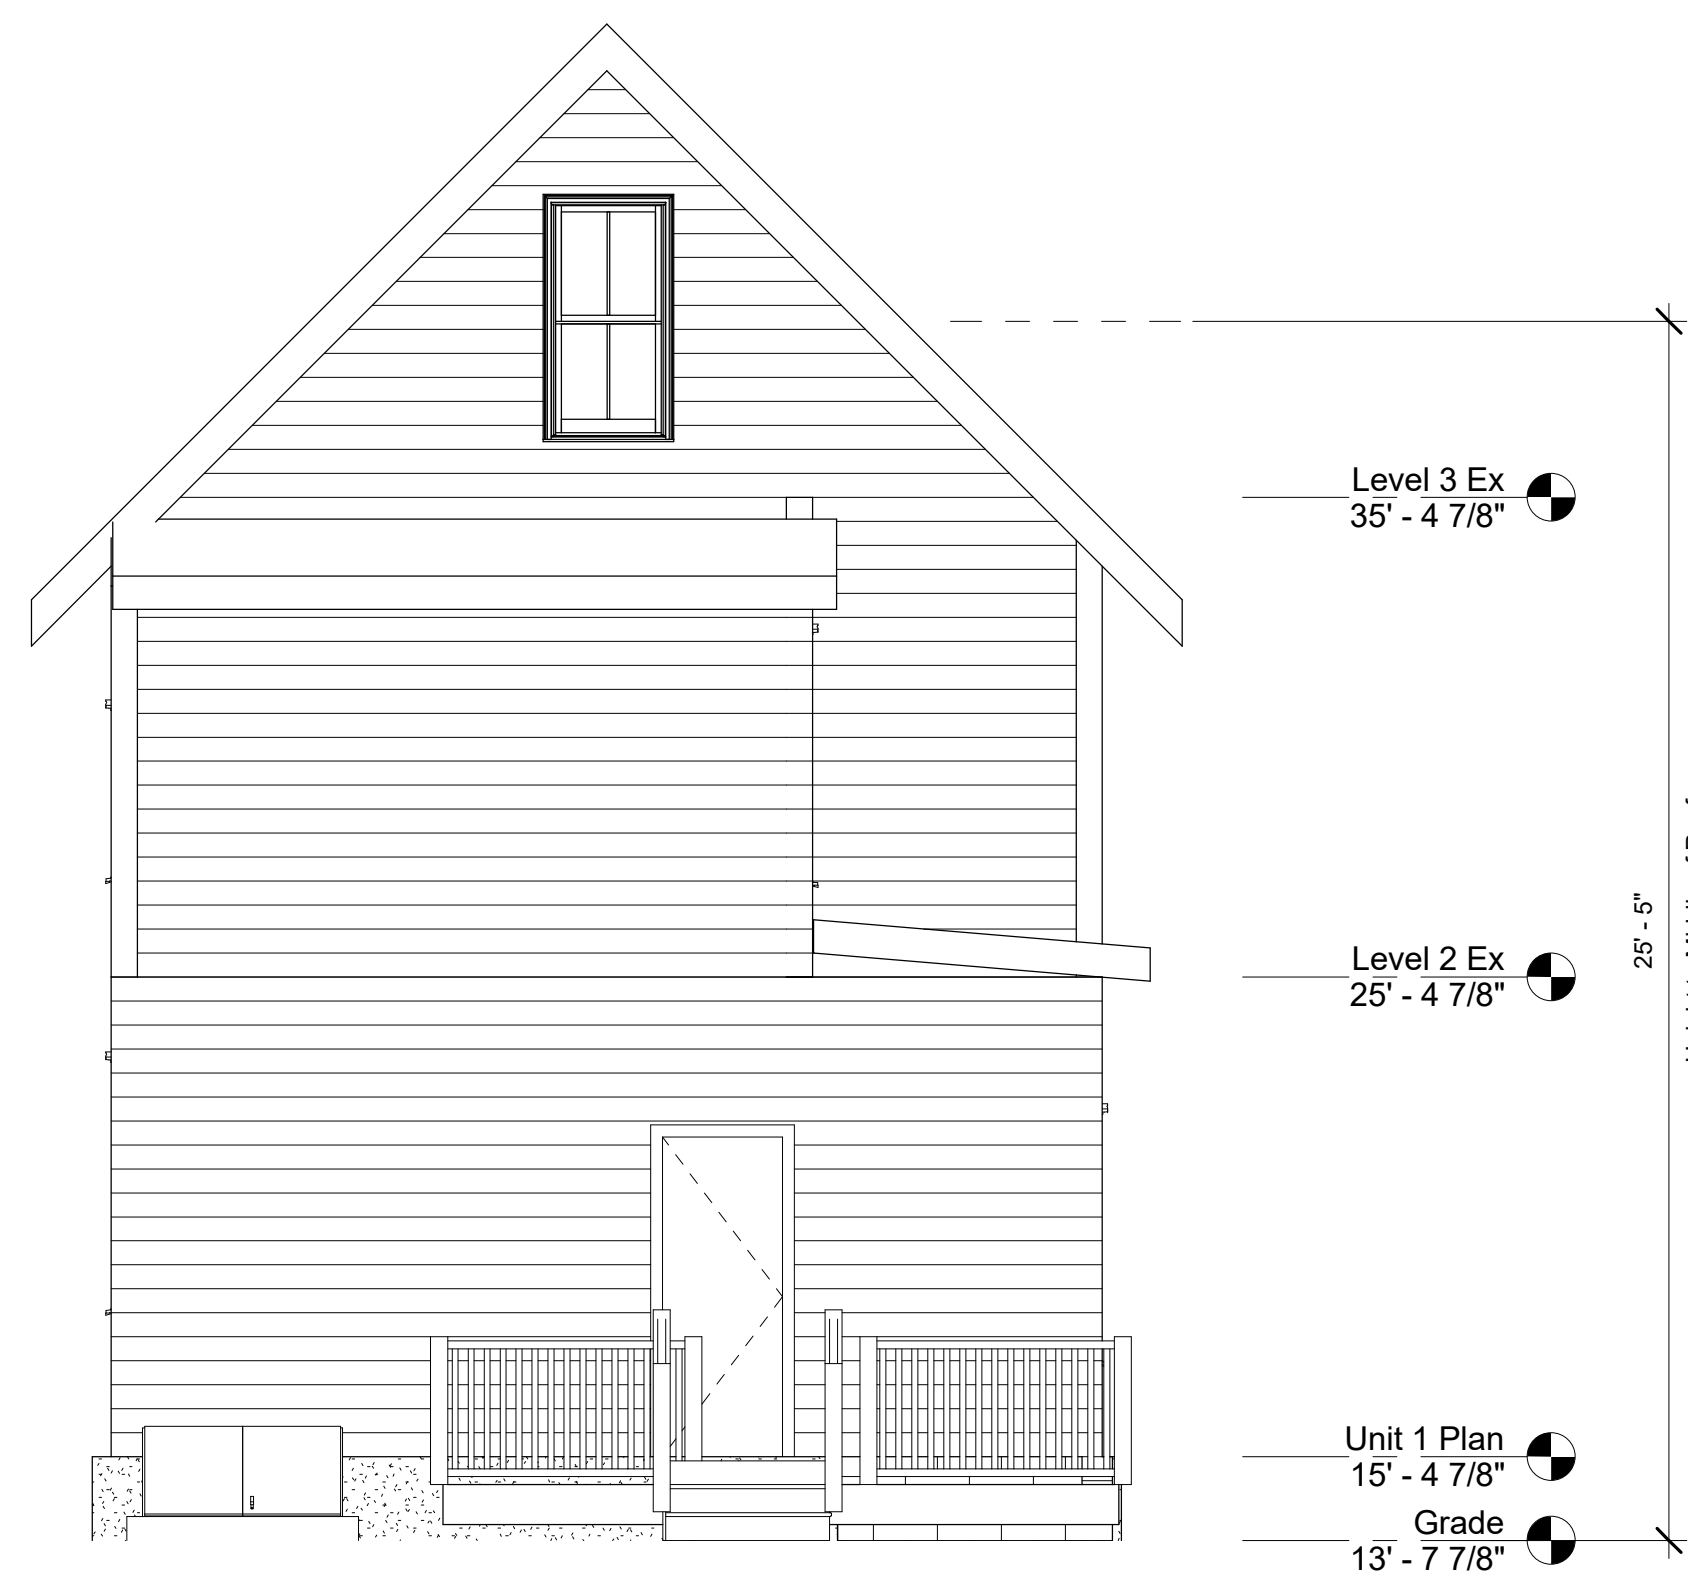 Level 3 Ex
35' - 4 7/8"
25' - 5"
Level 2 Ex
25' - 4 7/8"
Unit 1 Plan
15' - 4 7/8"
Grade
13' - 7 7/8"